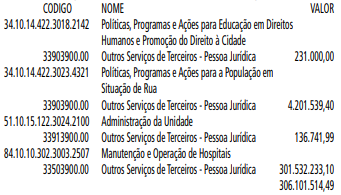 CODIGO NOME VALOR
34.10.14.422.3018.2142 Políticas, Programas e Ações para Educação em Direitos
Humanos e Promoção do Direito à Cidade
33903900.00 Outros Serviços de Terceiros - Pessoa Jurídica 231.000,00
34.10.14.422.3023.4321 Políticas, Programas e Ações para a População em
Situação de Rua
33903900.00 Outros Serviços de Terceiros - Pessoa Jurídica 4.201.539,40
51.10.15.122.3024.2100 Administração da Unidade
33913900.00 Outros Serviços de Terceiros - Pessoa Jurídica 136.741,99
84.10.10.302.3003.2507 Manutenção e Operação de Hospitais
33503900.00 Outros Serviços de Terceiros - Pessoa Jurídica 301.532.233,10
306.101.514,49